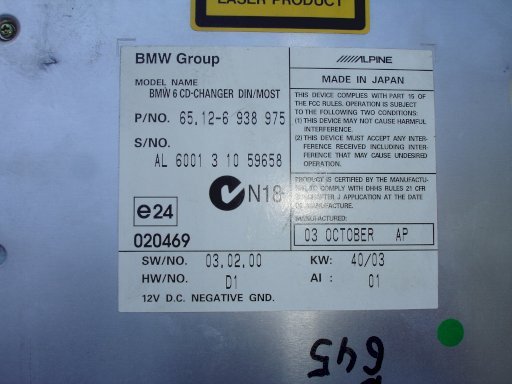 LASER PRODUCT
BMW Group
MODEL NAME
BMW 6 CD-CHANGER DIN/MOST
P/NO. 65.12-6 938 975
S/NO.
AL 6001 3 10 59658
N18
e24
020469
ALPINE
MADE IN JAPAN
THIS DEVICE COMPLIES WITH PART 15 OF
THE FCC RULES. OPERATION IS SUBJECT
TO THE FOLLOWING TWO CONDITIONS:
(1) THIS DEVICE MAY NOT CAUSE HARMFUL
INTERFERENCE.
(2) THIS DEVICE MUST ACCEPT ANY INTER-
FERENCE RECEIVED INCLUDING INTER-
FERENCE THAT MAY CAUSE UNDESIRED
OPERATION.
PRODUCT IS CERTIFIED BY THE MANUFACTU-
TO COMPLY WITH DHHS RULES 21 CFR
J APPLICATION AT THE DATE
OF MANUFACTURE.
MANUFACTURED:
03 OCTOBER AP
SW/NO. 03.02.00 KW: 40/03
HW/NO. D1 AI : 01
12V D.C. NEGATIVE GND.
645